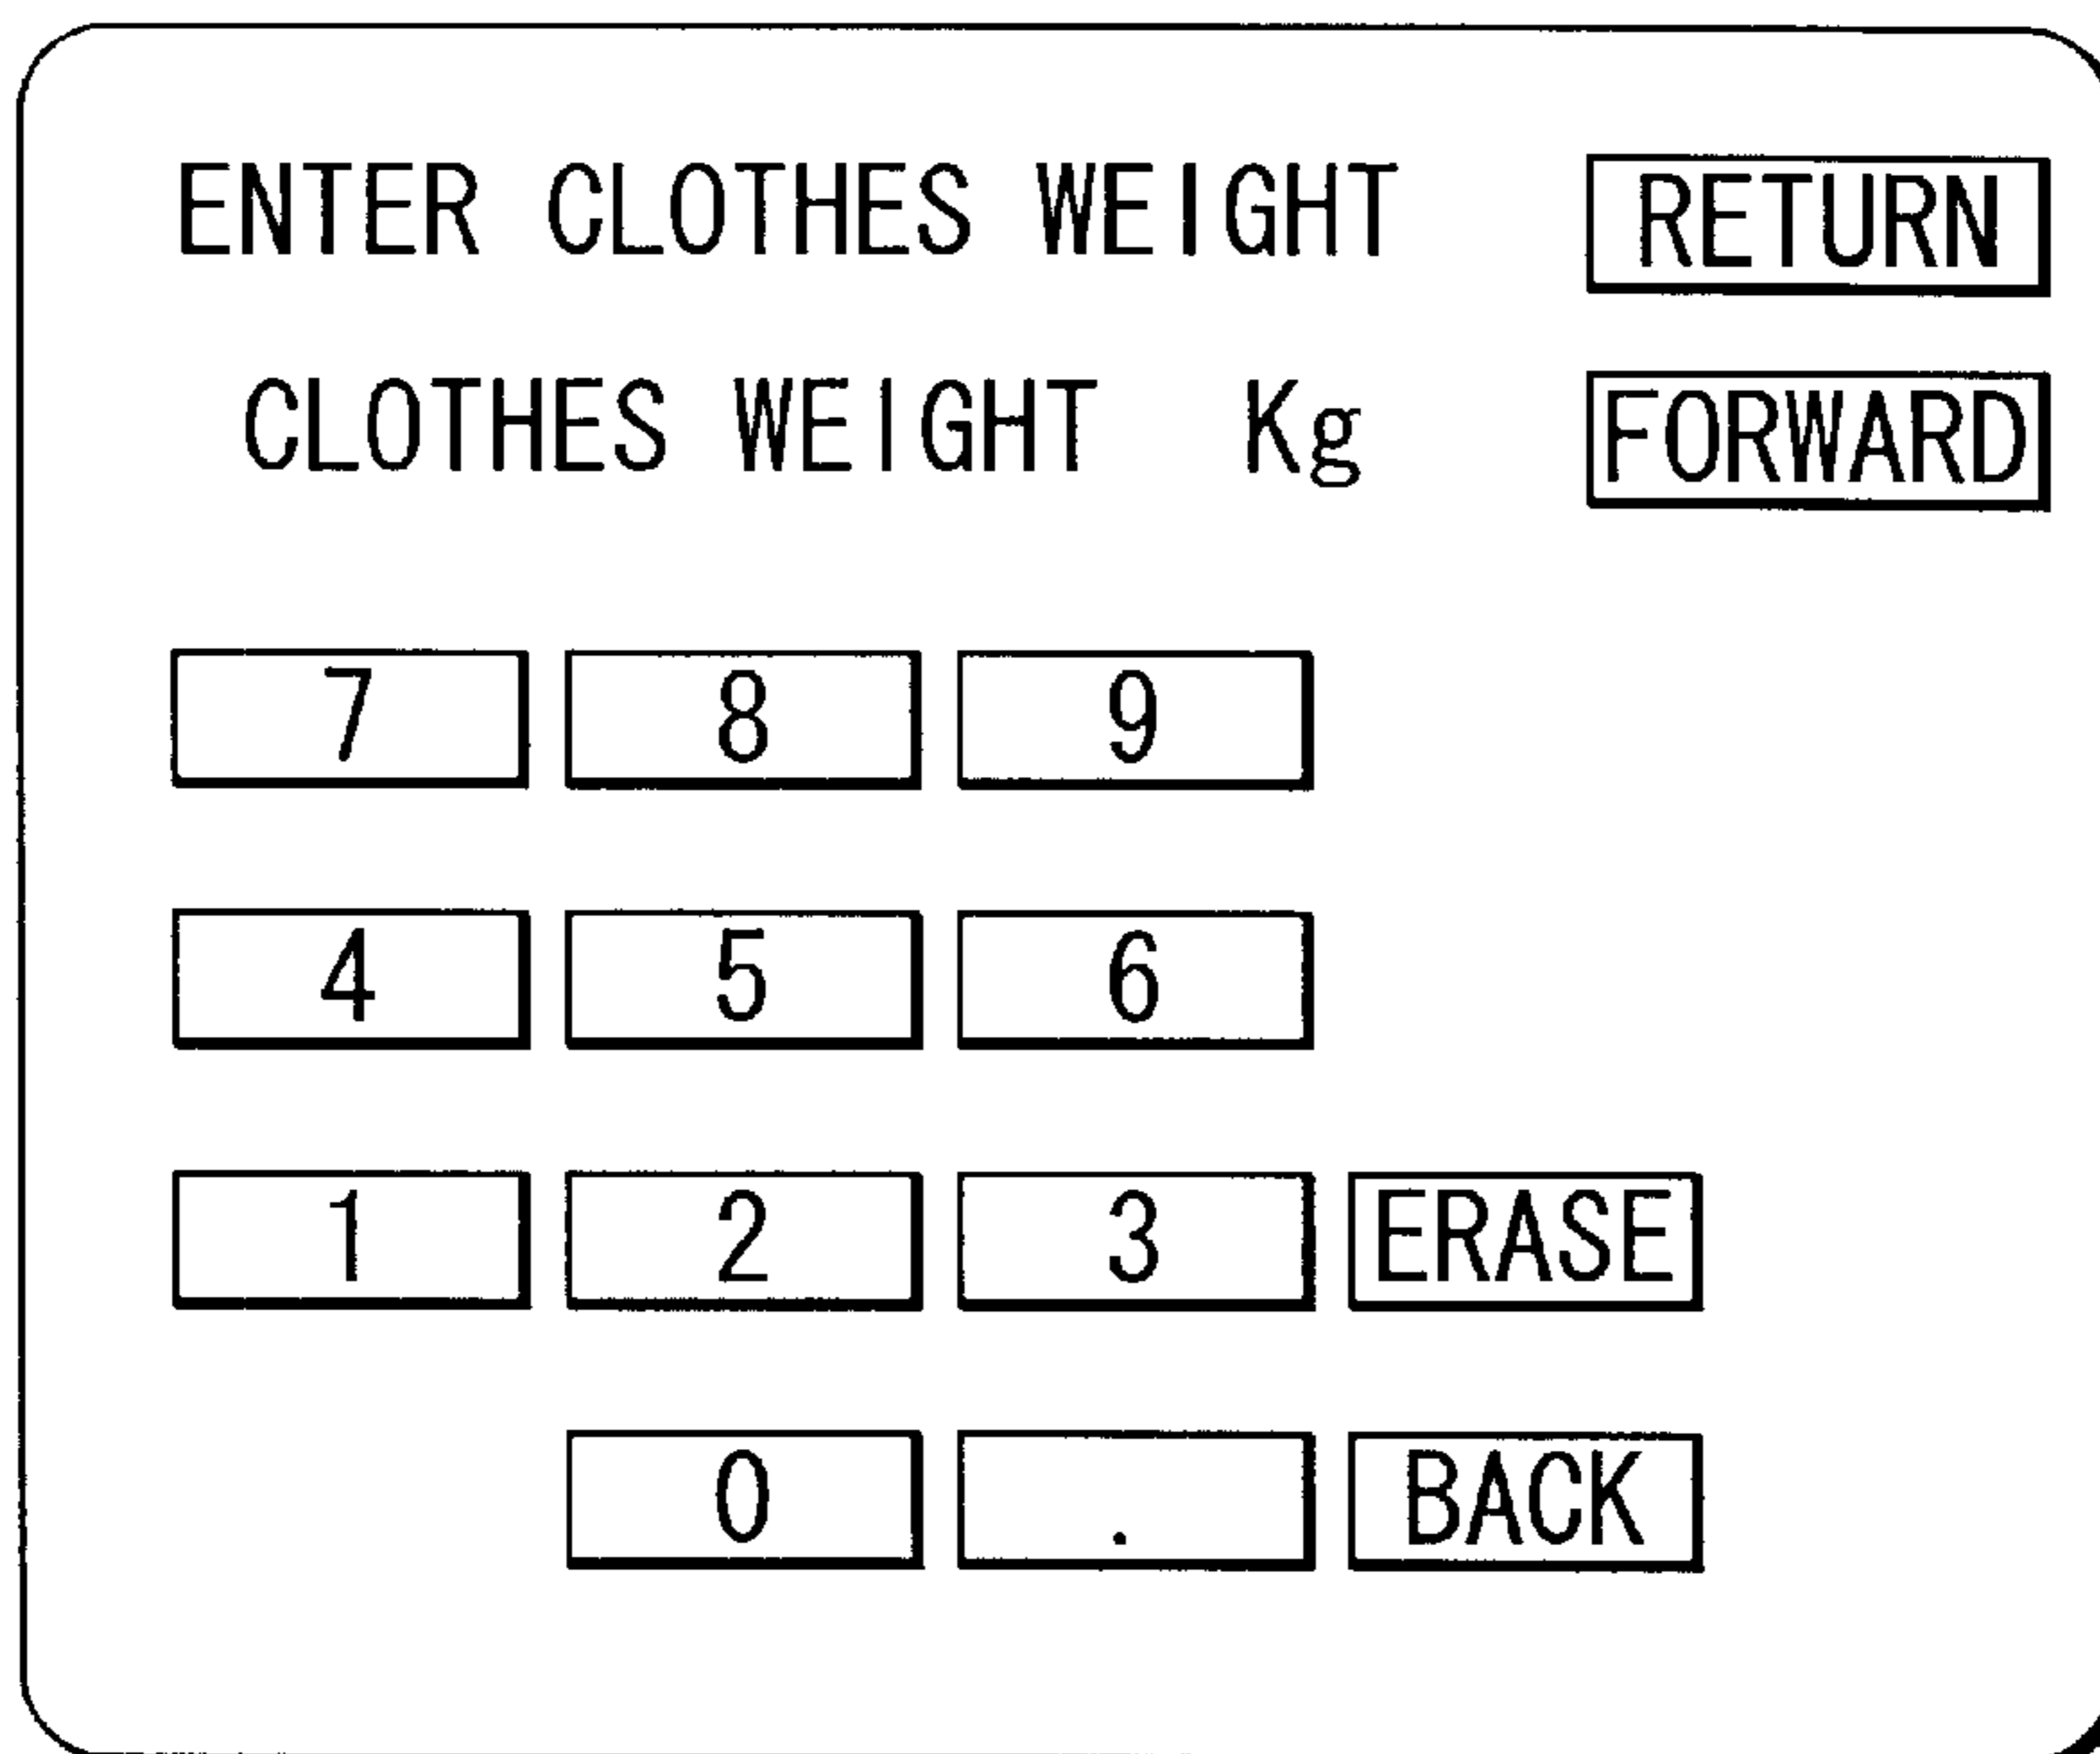 ENTER CLOTHES WEIGHT RETURN
CLOTHES WEIGHT Kg FORWARD
7 8 9
4 5 6
1 2 3 ERASE
0 . BACK